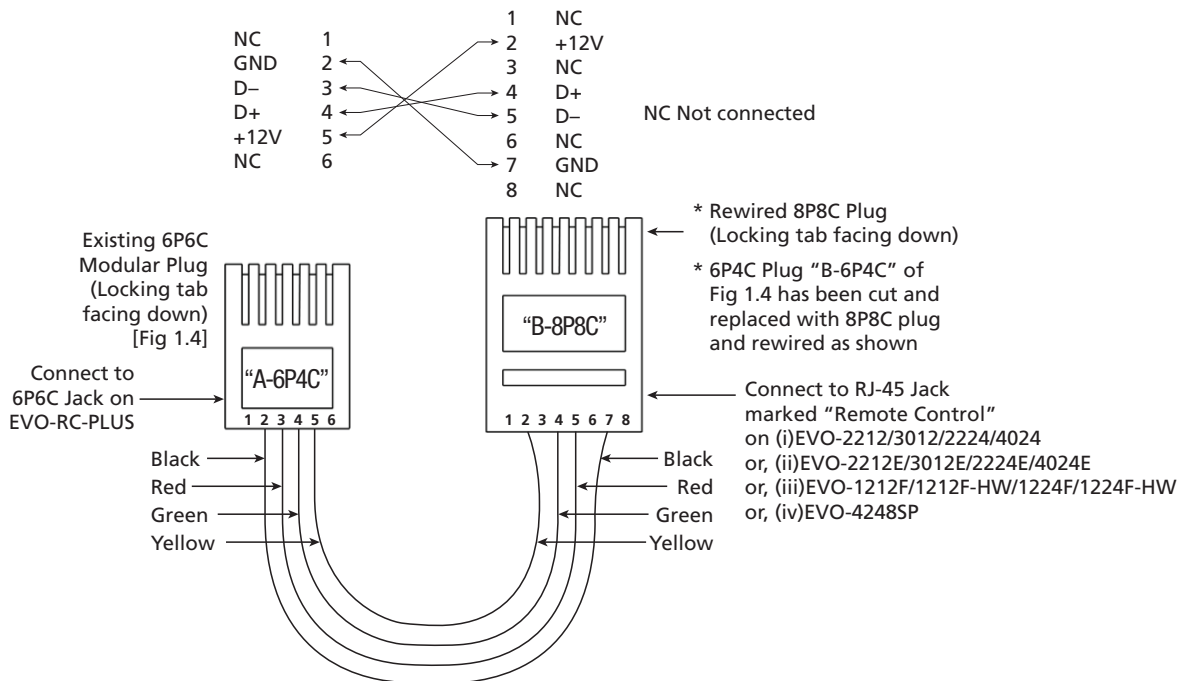 NC 1
GND 2
D– 3
D+ 4
+12V 5
NC 6
1 NC
2 +12V
3 NC
4 D+
5 D–
6 NC
7 GND
8 NC
NC Not connected
Existing 6P6C
Modular Plug
(Locking tab
facing down)
[Fig 1.4]
* Rewired 8P8C Plug
(Locking tab facing down)
* 6P4C Plug “B-6P4C” of
Fig 1.4 has been cut and
replaced with 8P8C plug
and rewired as shown
“A-6P4C”
“B-8P8C”
Connect to
6P6C Jack on
EVO-RC-PLUS
1 2 3 4 5 6
1 2 3 4 5 6 7 8
Connect to RJ-45 Jack
marked “Remote Control”
on (i)EVO-2212/3012/2224/4024
or, (ii)EVO-2212E/3012E/2224E/4024E
or, (iii)EVO-1212F/1212F-HW/1224F/1224F-HW
or, (iv)EVO-4248SP
Black
Red
Green
Yellow
Black
Red
Green
Yellow